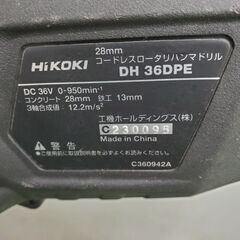 28mm
HiKOKI コードレスロータリハンマドリル
DH 36DPE
DC 36V 0-950min⁻¹
コンクリート 28mm 鉄工 13mm
3軸合成値：12.2m/s²
工機ホールディングス(株)
C230095
MADE IN CHINA
警告
C360942A